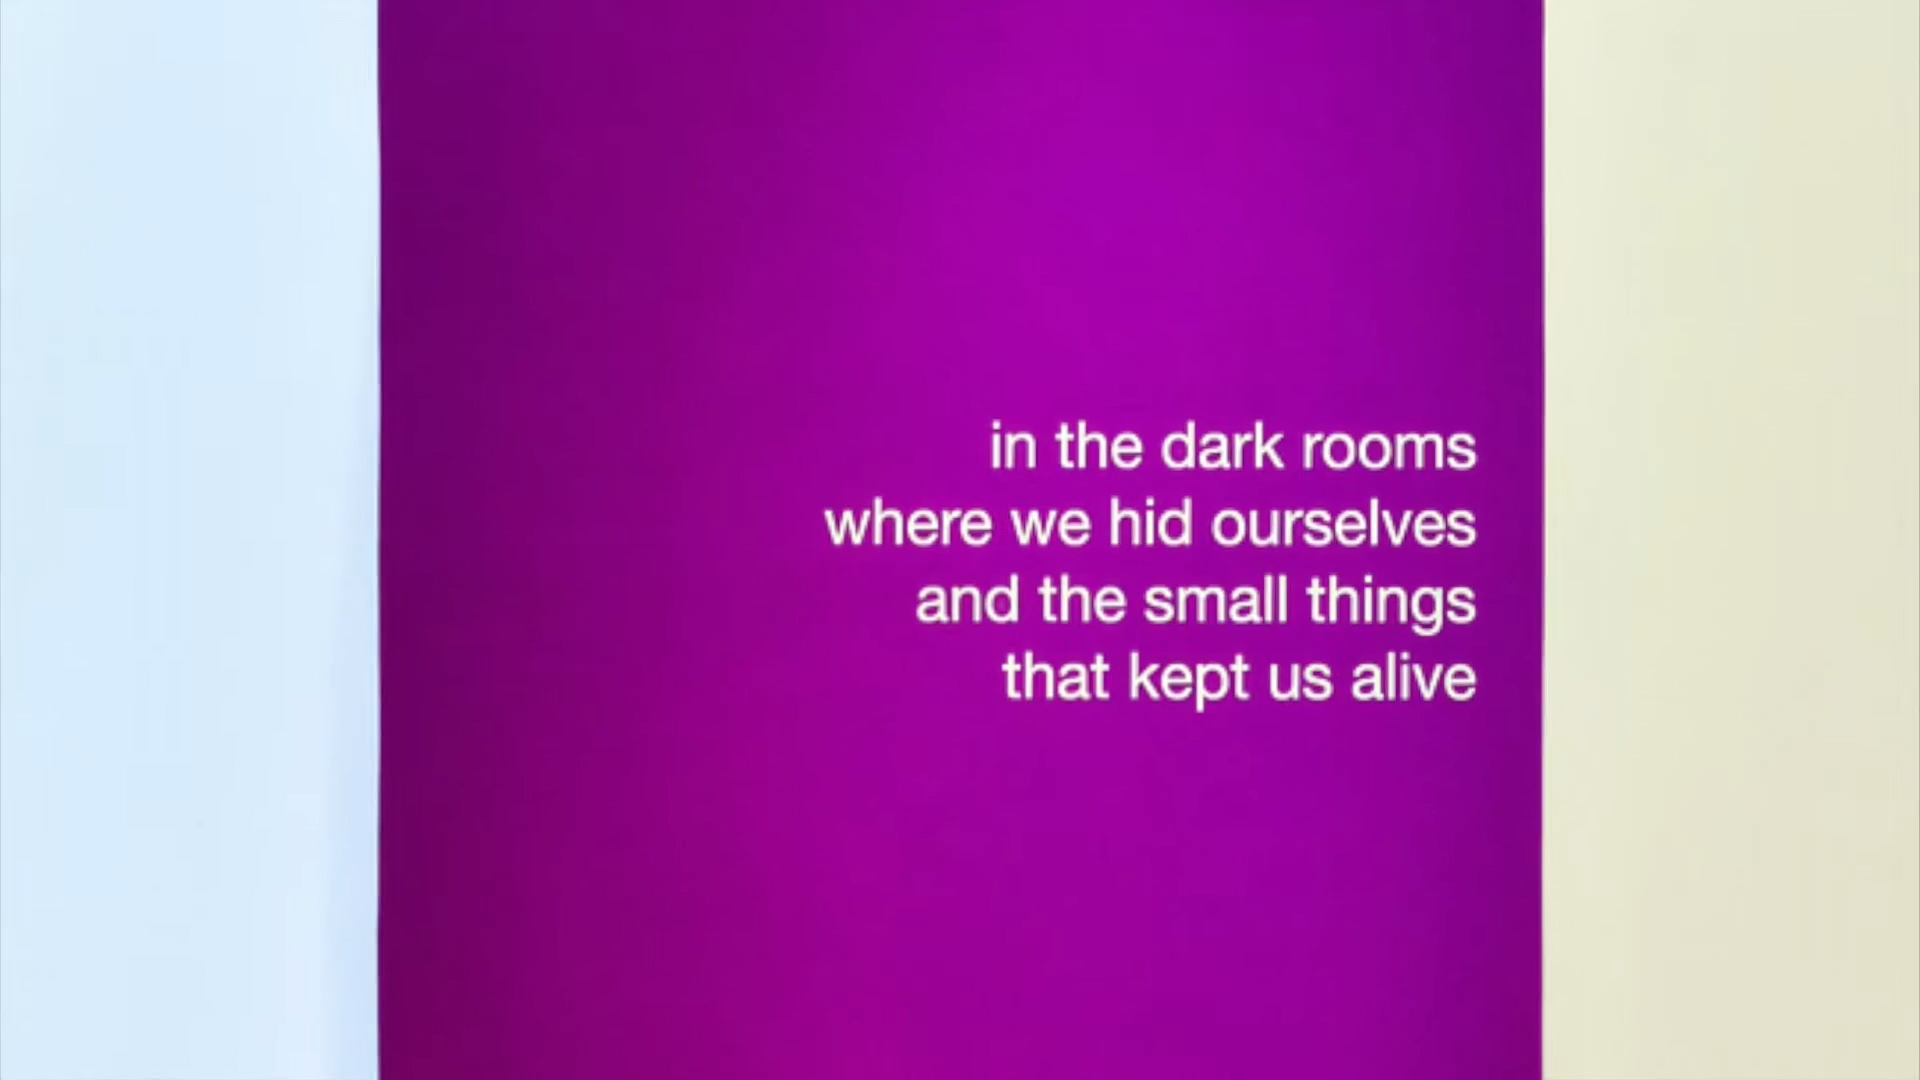 in the dark rooms
where we hid ourselves
and the small things
that kept us alive